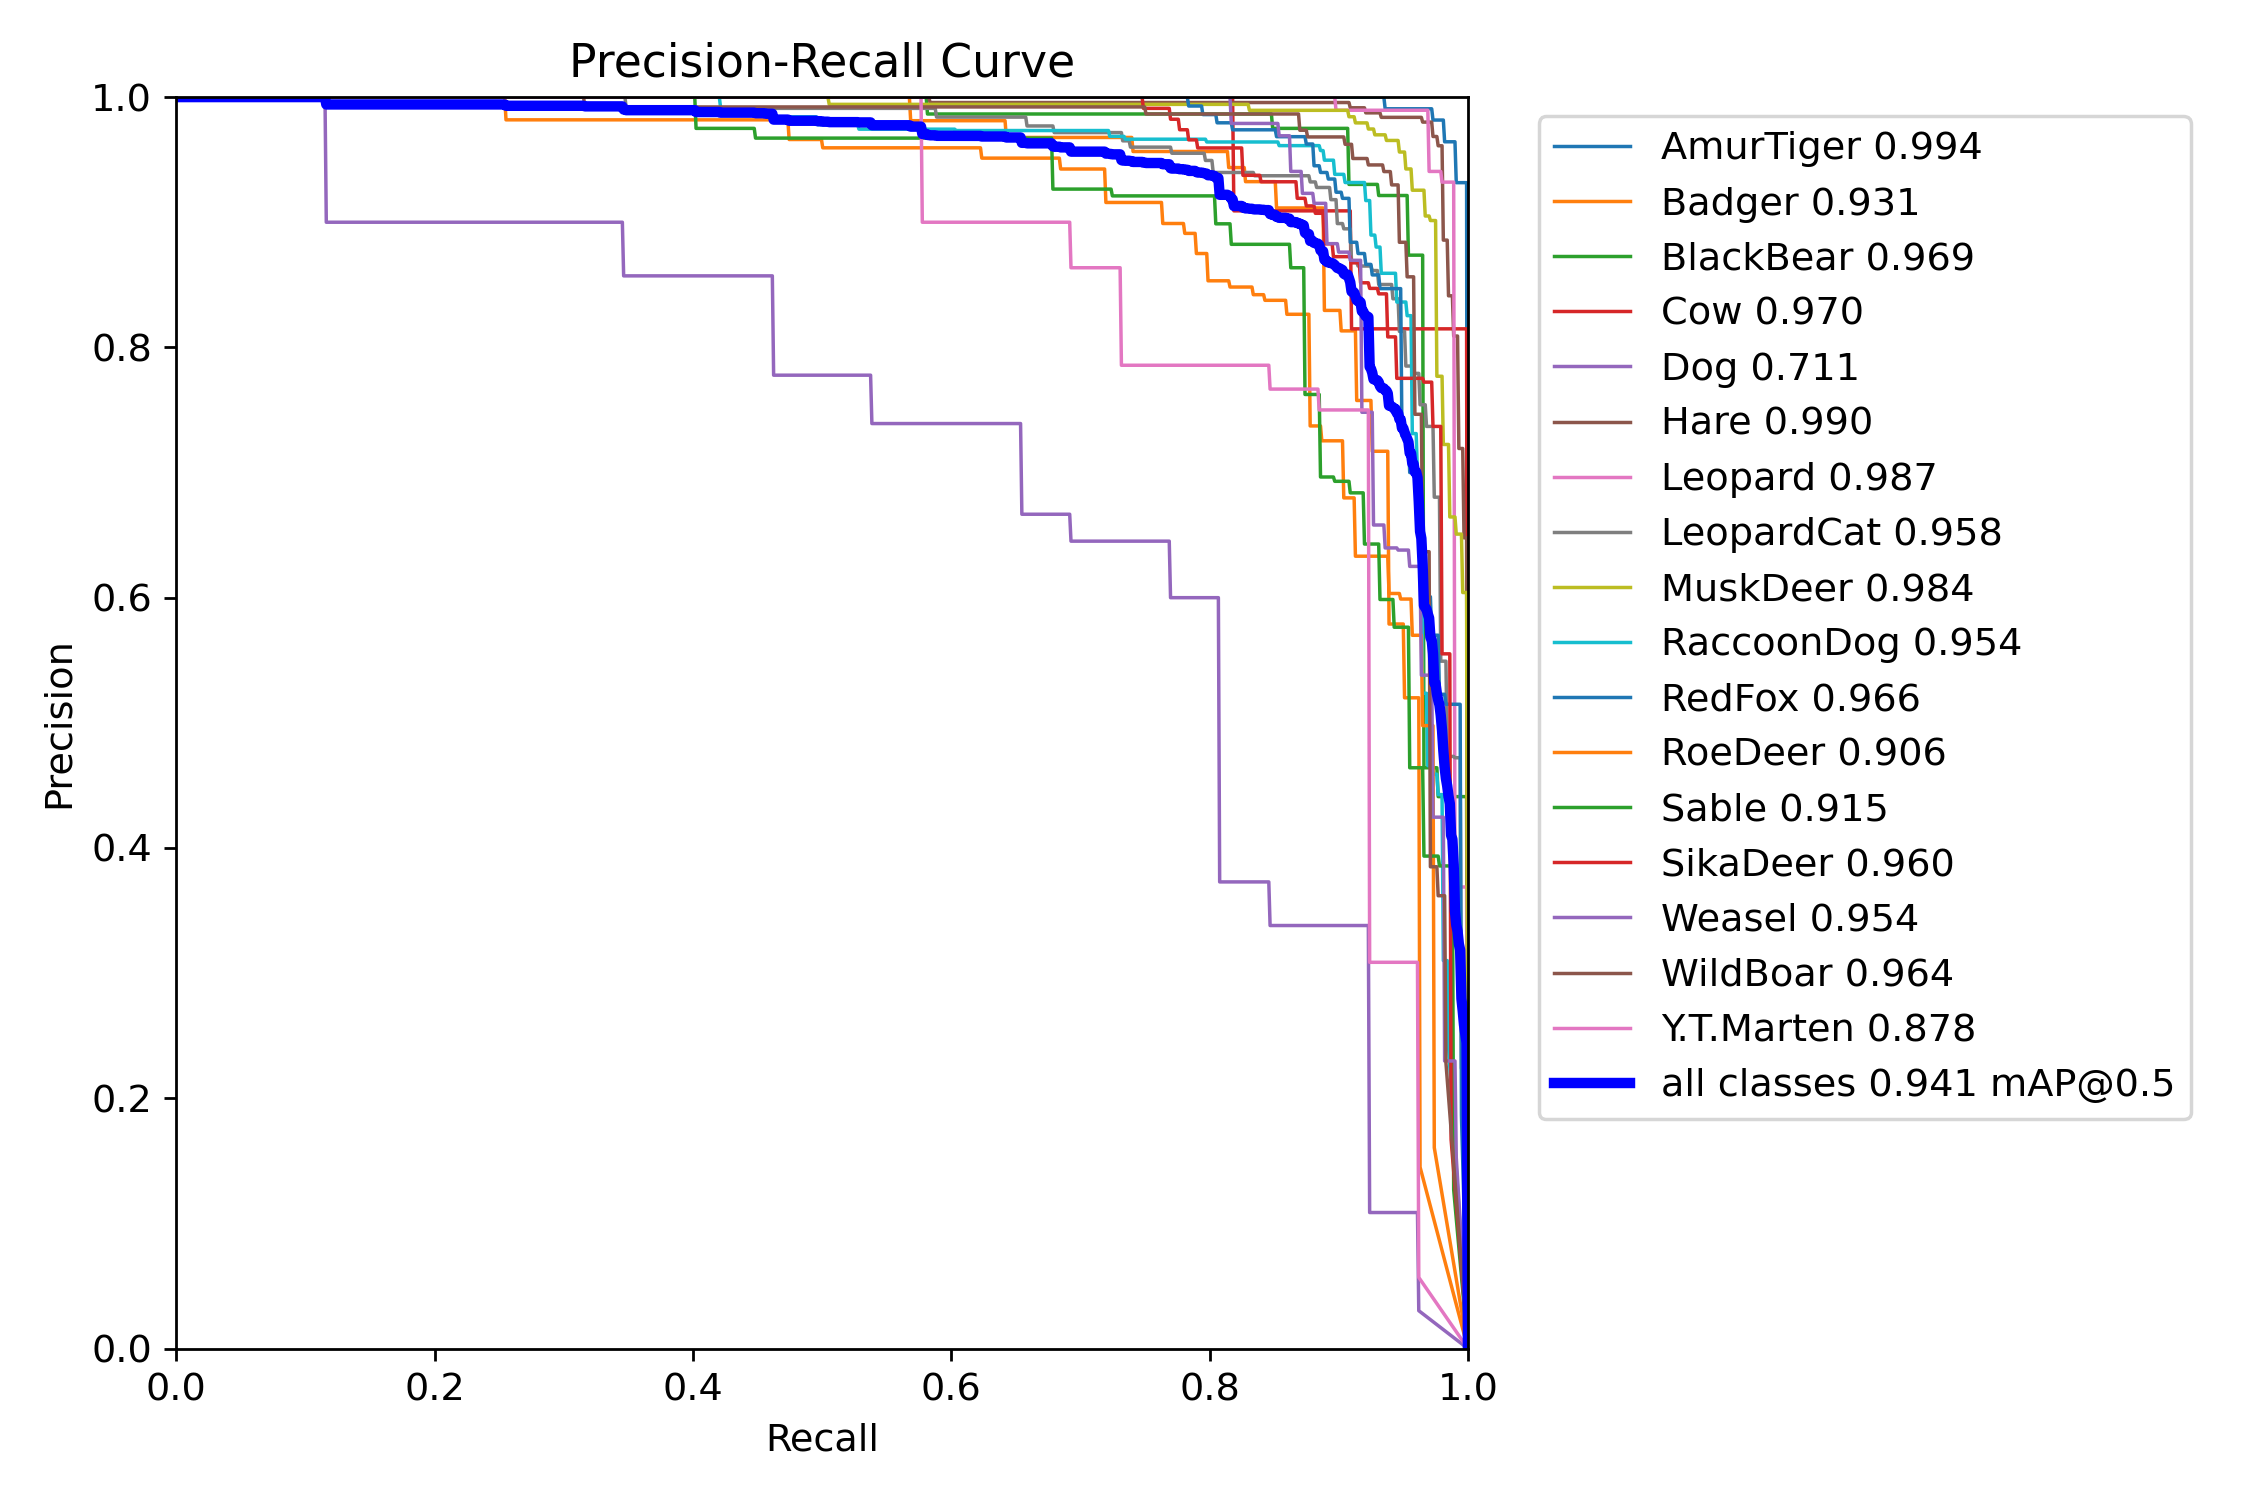 Precision-Recall Curve
1.0
0.8
0.6
0.4
0.2
0.0
Precision
0.0 0.2 0.4 0.6 0.8 1.0
Recall
AmurTiger 0.994
Badger 0.931
BlackBear 0.969
Cow 0.970
Dog 0.711
Hare 0.990
Leopard 0.987
LeopardCat 0.958
MuskDeer 0.984
RaccoonDog 0.954
RedFox 0.966
RoeDeer 0.906
Sable 0.915
SikaDeer 0.960
Weasel 0.954
WildBoar 0.964
Y.T.Marten 0.878
all classes 0.941 mAP@0.5